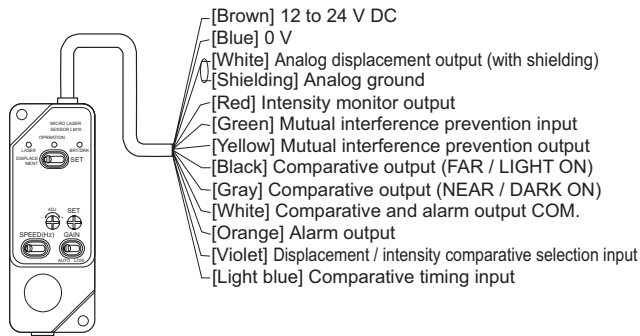 [Brown] 12 to 24 V DC
[Blue] 0 V
[White] Analog displacement output (with shielding)
[Shielding] Analog ground
[Red] Intensity monitor output
[Green] Mutual interference prevention input
[Yellow] Mutual interference prevention output
[Black] Comparative output (FAR / LIGHT ON)
[Gray] Comparative output (NEAR / DARK ON)
[White] Comparative and alarm output COM.
[Orange] Alarm output
[Violet] Displacement / intensity comparative selection input
[Light blue] Comparative timing input
MICRO LASER
SENSOR LM10
OPERATION
LASER BRT/DRK
DISPLACE
MENT SET
ADJ SET
- +
SPEED(Hz) GAIN
AUTO LOW